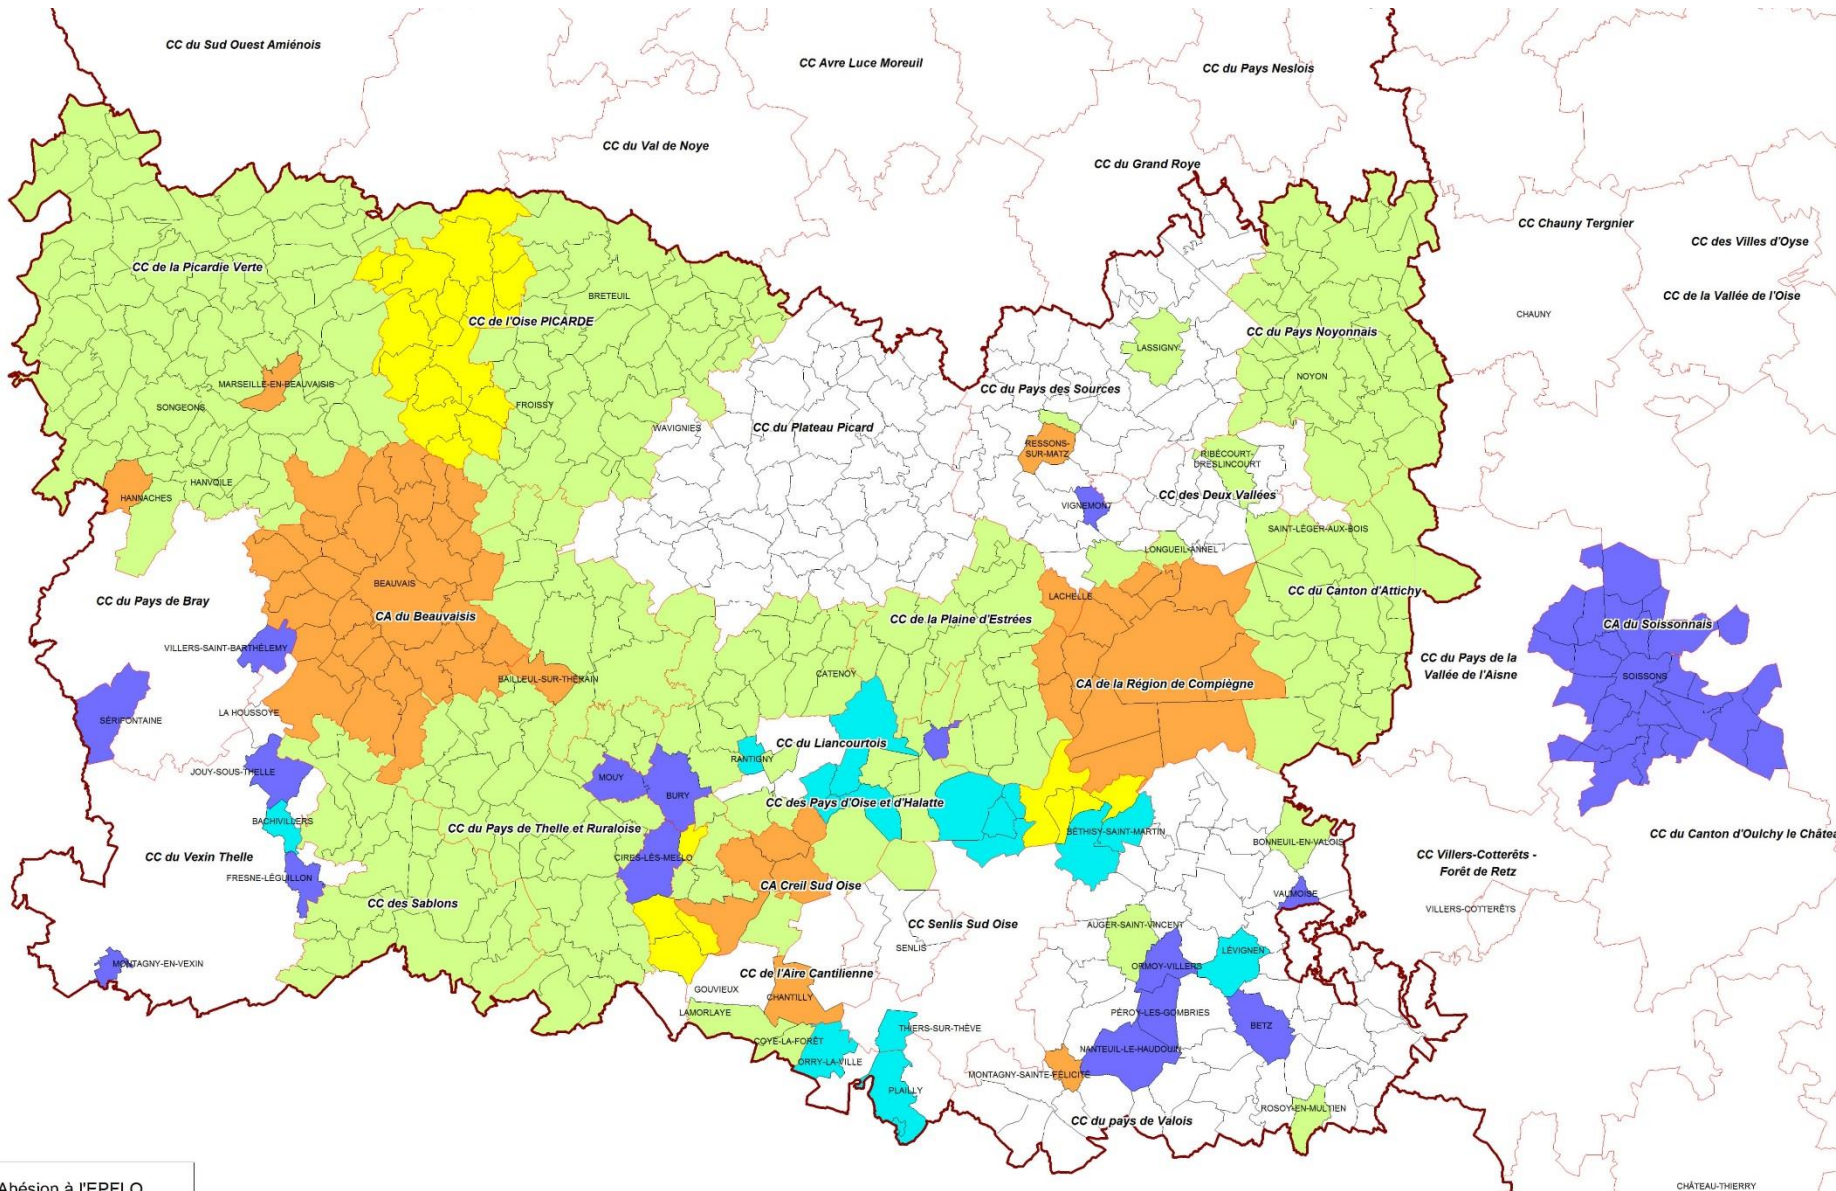 CC du Sud Ouest Amiénois
CC Avre Luce Moreuil
CC du Pays Neslois
CC du Val de Noye
CC du Grand Roye
CC Chauny Tergnier
CC des Villes d'Oyse
CC de la Picardie Verte
BRETEUIL
CC de la Vallée de l'Oise
CHAUNY
CC de l'Oise PICARDE
CC du Pays Noyonnais
LASSIGNY
NOYON
MARSEILLE-EN-BEAUVAISIS
CC du Pays des Sources
SONGEONS
FROISSY
WAVIGNIES
CC du Plateau Picard
RESSONS-
SUR-MATZ
RIBÉCOURT-
DRESLINCOURT
HANVOILE
HANNACHES
CC des Deux Vallées
VIGNEMONT
SAINT-LÉGER-AUX-BOIS
LONGUEIL-ANNEL
BEAUVAIS
CC du Pays de Bray
CC du Canton d'Attichy
LACHELLE
CA du Beauvaisis
CC de la Plaine d'Estrées
CA du Soissonnais
VILLERS-SAINT-BARTHÉLEMY
CC du Pays de la
Vallée de l'Aisne
BAILLEUL-SUR-THÉRAIN
CATENOY
CA de la Région de Compiègne
SOISSONS
LA HOUSSOYE
SÉRIFONTAINE
CC du Liancourtois
RANTIGNY
JOUY-SOUS-THELLE
MOUY
BURY
CC des Pays d'Oise et d'Halatte
BACHIVILLERS
CC du Pays de Thelle et Ruraloise
BÉTHISY-SAINT-MARTIN
BONNEUIL-EN-VALOIS
CC du Canton d'Oulchy le Châtea
CC du Vexin Thelle
CIRES-LÈS-MELLO
CC Villers-Cotterêts -
Forêt de Retz
FRESNE-LÉGUILLON
CA Creil Sud Oise
VAUMOISE
CC des Sablons
VILLERS-COTTERÊTS
CC Senlis Sud Oise
AUGER-SAINT-VINCENT
SENLIS
LÉVIGNEN
MONTAGNY-EN-VEXIN
ORMOY-VILLERS
CC de l'Aire Cantilienne
GOUVIEUX
CHANTILLY
LAMORLAYE
PÉROY-LES-GOMBRIES
BETZ
THIERS-SUR-THÈVE
COYE-LA-FORÊT
NANTEUIL-LE-HAUDOUIN
ORRY-LA-VILLE
MONTAGNY-SAINTE-FÉLICITÉ
PLAILLY
ROSOY-EN-MULTIEN
CC du pays de Valois
Ahésion à l'EPFLO
CHÂTEAU-THIERRY